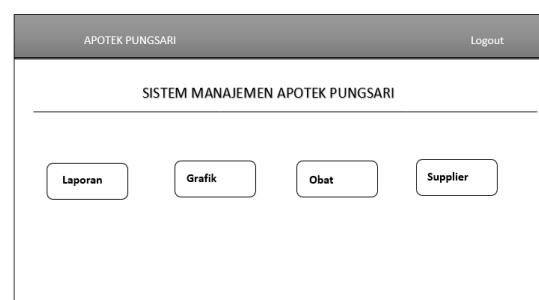 APOTEK PUNGSARI Logout
SISTEM MANAJEMEN APOTEK PUNGSARI
Laporan Grafik Obat Supplier